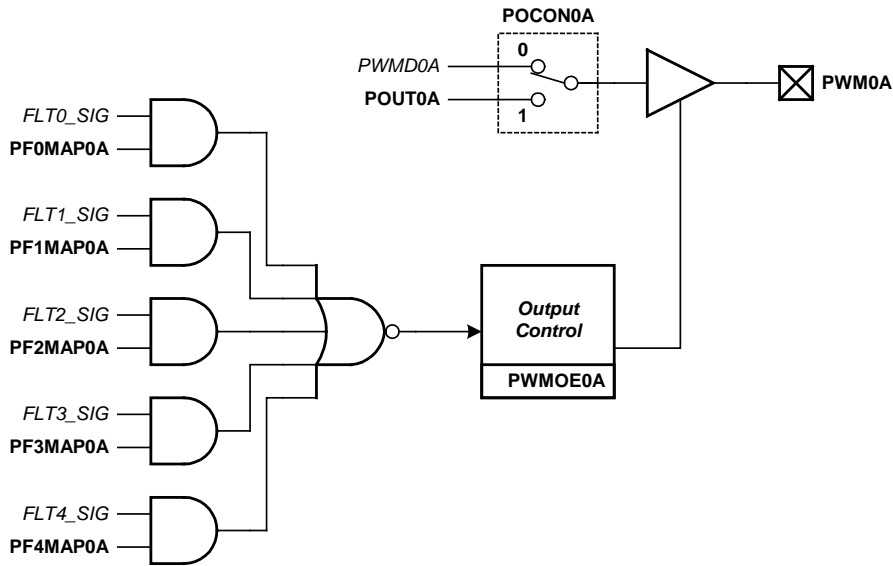 POCON0A
0
PWMD0A
PWM0A
POUT0A
1
FLT0_SIG
PF0MAP0A
FLT1_SIG
PF1MAP0A
FLT2_SIG
PF2MAP0A
Output
Control
PWMOE0A
FLT3_SIG
PF3MAP0A
FLT4_SIG
PF4MAP0A